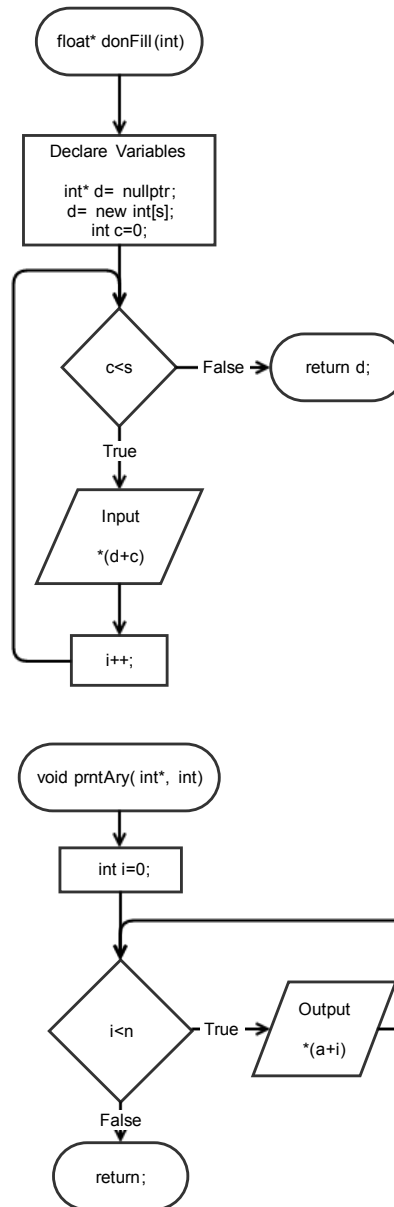 float* donFill(int)
Declare Variables
int* d= nullptr;
d= new int[s];
int c=0;
c<s
False
return d;
True
Input
*(d+c)
i++;
void prntAry( int*, int)
int i=0;
i<n
True
Output
*(a+i)
False
return;